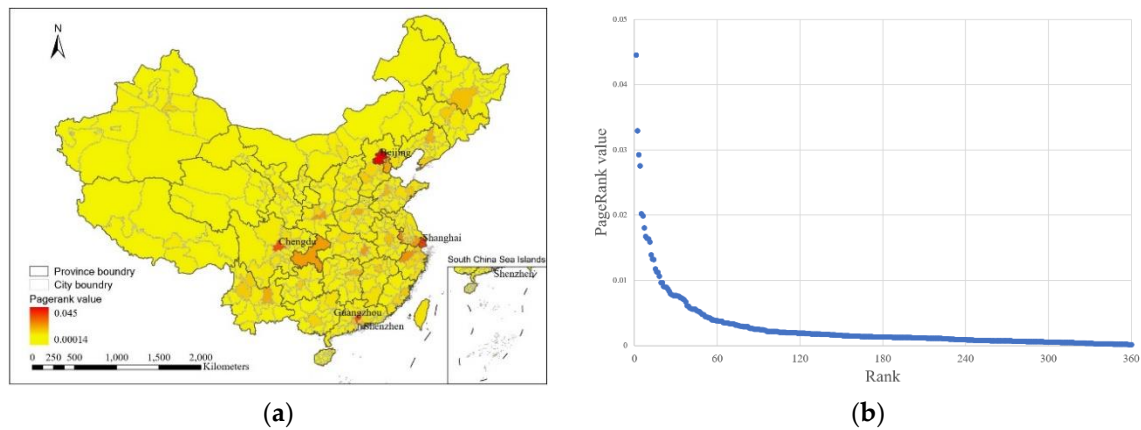 N
Beijing
Chengdu
Shanghai
South China Sea Islands
Shenzhen
Guangzhou
Shenzhen
Province boundry
City boundry
Pagerank value
0.045
0.00014
0 250 500 1,000 1,500 2,000
Kilometers
(a)
PageRank value
0.05
0.04
0.03
0.02
0.01
0
0 60 120 180 240 300 360
Rank
(b)